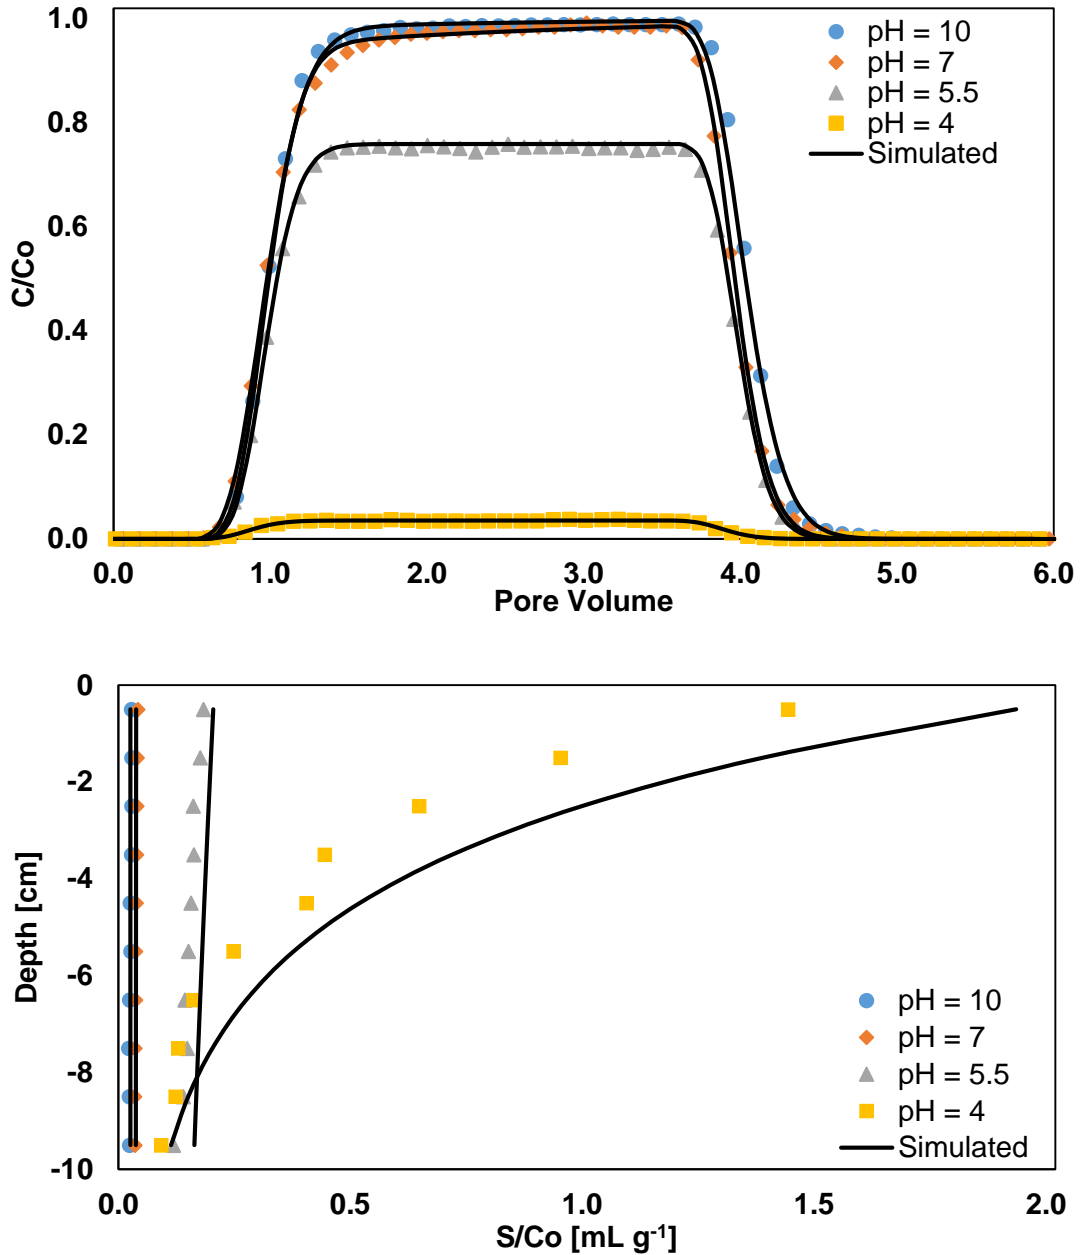 1.0
0.8
0.6
0.4
0.2
0.0
C/Co
pH = 10
pH = 7
pH = 5.5
pH = 4
Simulated
0.0 1.0 2.0 3.0 4.0 5.0 6.0
Pore Volume
0
-2
-4
-6
-8
-10
Depth [cm]
pH = 10
pH = 7
pH = 5.5
pH = 4
Simulated
0.0 0.5 1.0 1.5 2.0
S/Co [mL g⁻¹]